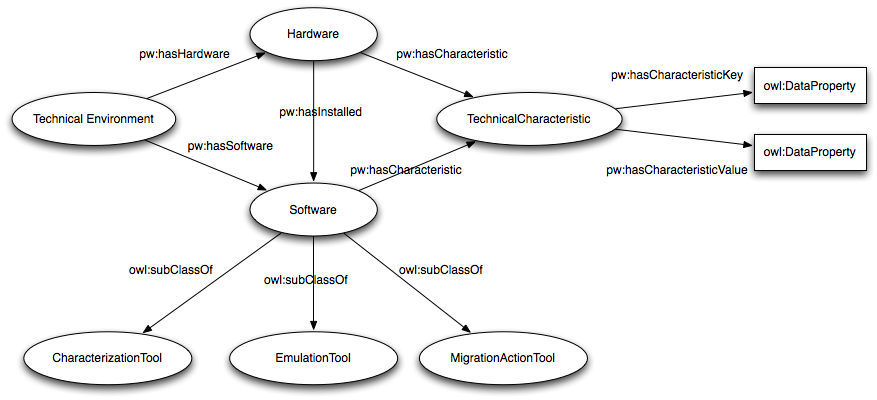 Hardware
pw:hasHardware
pw:hasCharacteristic
pw:hasCharacteristicKey
owl:DataProperty
Technical Environment
pw:hasInstalled
TechnicalCharacteristic
pw:hasSoftware
owl:DataProperty
pw:hasCharacteristic
pw:hasCharacteristicValue
Software
owl:subClassOf
owl:subClassOf
owl:subClassOf
CharacterizationTool
EmulationTool
MigrationActionTool